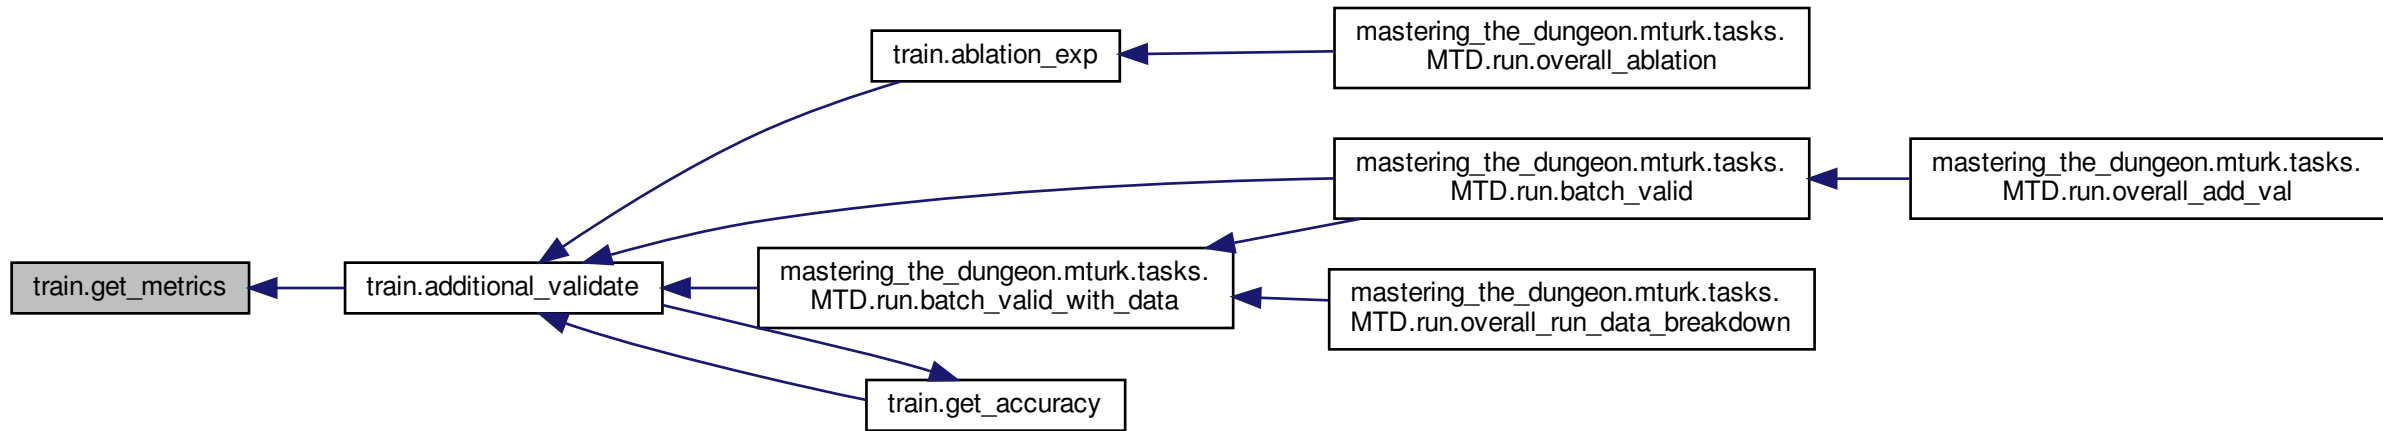 train.get_metrics
train.additional_validate
train.ablation_exp
mastering_the_dungeon.mturk.tasks.
MTD.run.overall_ablation
mastering_the_dungeon.mturk.tasks.
MTD.run.batch_valid
mastering_the_dungeon.mturk.tasks.
MTD.run.overall_add_val
mastering_the_dungeon.mturk.tasks.
MTD.run.batch_valid_with_data
mastering_the_dungeon.mturk.tasks.
MTD.run.overall_run_data_breakdown
train.get_accuracy